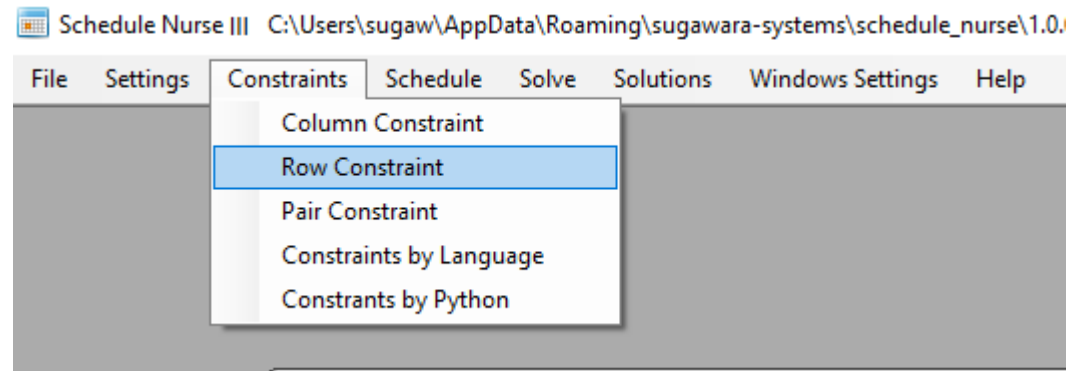 Schedule Nurse III C:\Users\sugaw\AppData\Roaming\sugawara-systems\schedule_nurse\1.0.
File Settings Constraints Schedule Solve Solutions Windows Settings Help
Column Constraint
Row Constraint
Pair Constraint
Constraints by Language
Constrants by Python